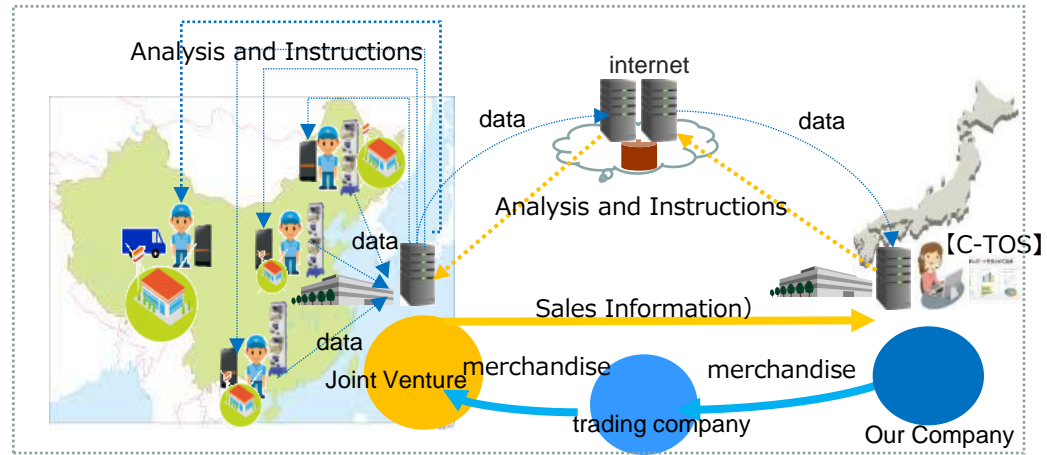 Analysis and Instructions
internet
data
data
Analysis and Instructions
data
【C-TOS】
Sales Information）
data
Joint Venture
merchandise
merchandise
trading company
Our Company